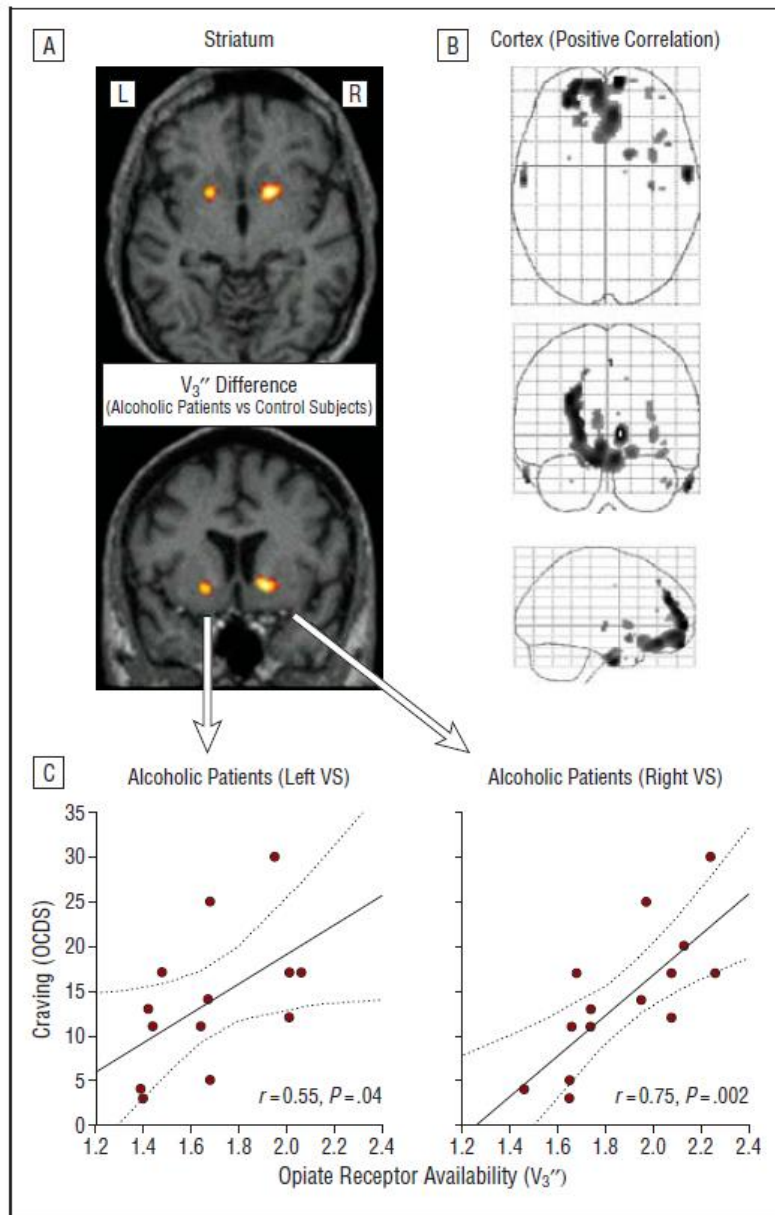 A
Striatum
B
Cortex (Positive Correlation)
L
R
V3″ Difference
(Alcoholic Patients vs Control Subjects)
C
Alcoholic Patients (Left VS)
Alcoholic Patients (Right VS)
35
30
25
20
15
10
5
0
Craving (OCDS)
r = 0.55, P = .04
r = 0.75, P = .002
1.2 1.4 1.6 1.8 2.0 2.2 2.4
1.2 1.4 1.6 1.8 2.0 2.2 2.4
Opiate Receptor Availability (V3″)